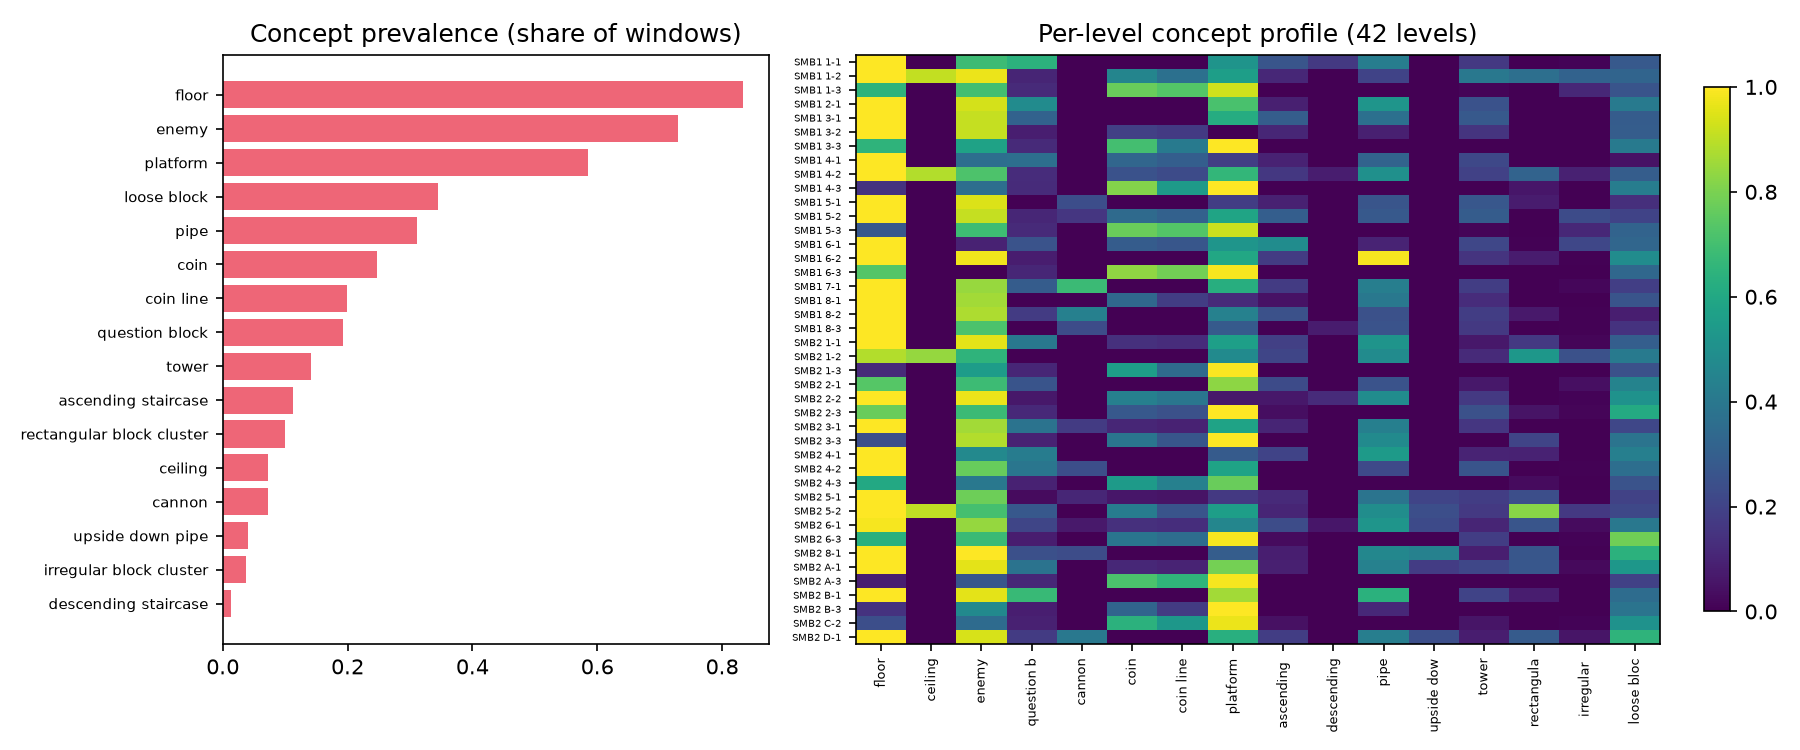 Concept prevalence (share of windows)
floor
enemy
platform
loose block
pipe
coin
coin line
question block
tower
ascending staircase
rectangular block cluster
ceiling
cannon
upside down pipe
irregular block cluster
descending staircase
0.0 0.2 0.4 0.6 0.8
Per-level concept profile (42 levels)
SMB1 1-1
SMB1 1-2
SMB1 1-3
SMB1 2-1
SMB1 3-1
SMB1 3-2
SMB1 3-3
SMB1 4-1
SMB1 4-2
SMB1 4-3
SMB1 5-1
SMB1 5-2
SMB1 5-3
SMB1 6-1
SMB1 6-2
SMB1 6-3
SMB1 7-1
SMB1 8-1
SMB1 8-2
SMB1 8-3
SMB2 1-1
SMB2 1-2
SMB2 1-3
SMB2 2-1
SMB2 2-2
SMB2 2-3
SMB2 3-1
SMB2 3-3
SMB2 4-1
SMB2 4-2
SMB2 4-3
SMB2 5-1
SMB2 5-2
SMB2 6-1
SMB2 6-3
SMB2 8-1
SMB2 A-1
SMB2 A-3
SMB2 B-1
SMB2 B-3
SMB2 C-2
SMB2 D-1
floor
ceiling
enemy
question b
cannon
coin
coin line
platform
ascending
descending
pipe
upside dow
tower
rectangula
irregular
loose bloc
1.0
0.8
0.6
0.4
0.2
0.0